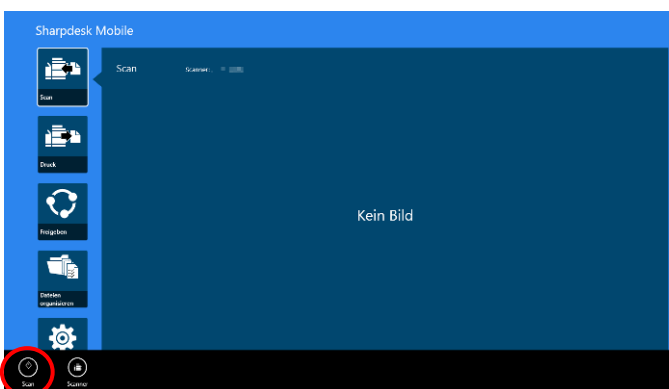 Sharpdesk Mobile
Scan
Scan
Scanner:
Druck
Freigeben
Dateien
organisieren
Kein Bild
Scan
Scanner